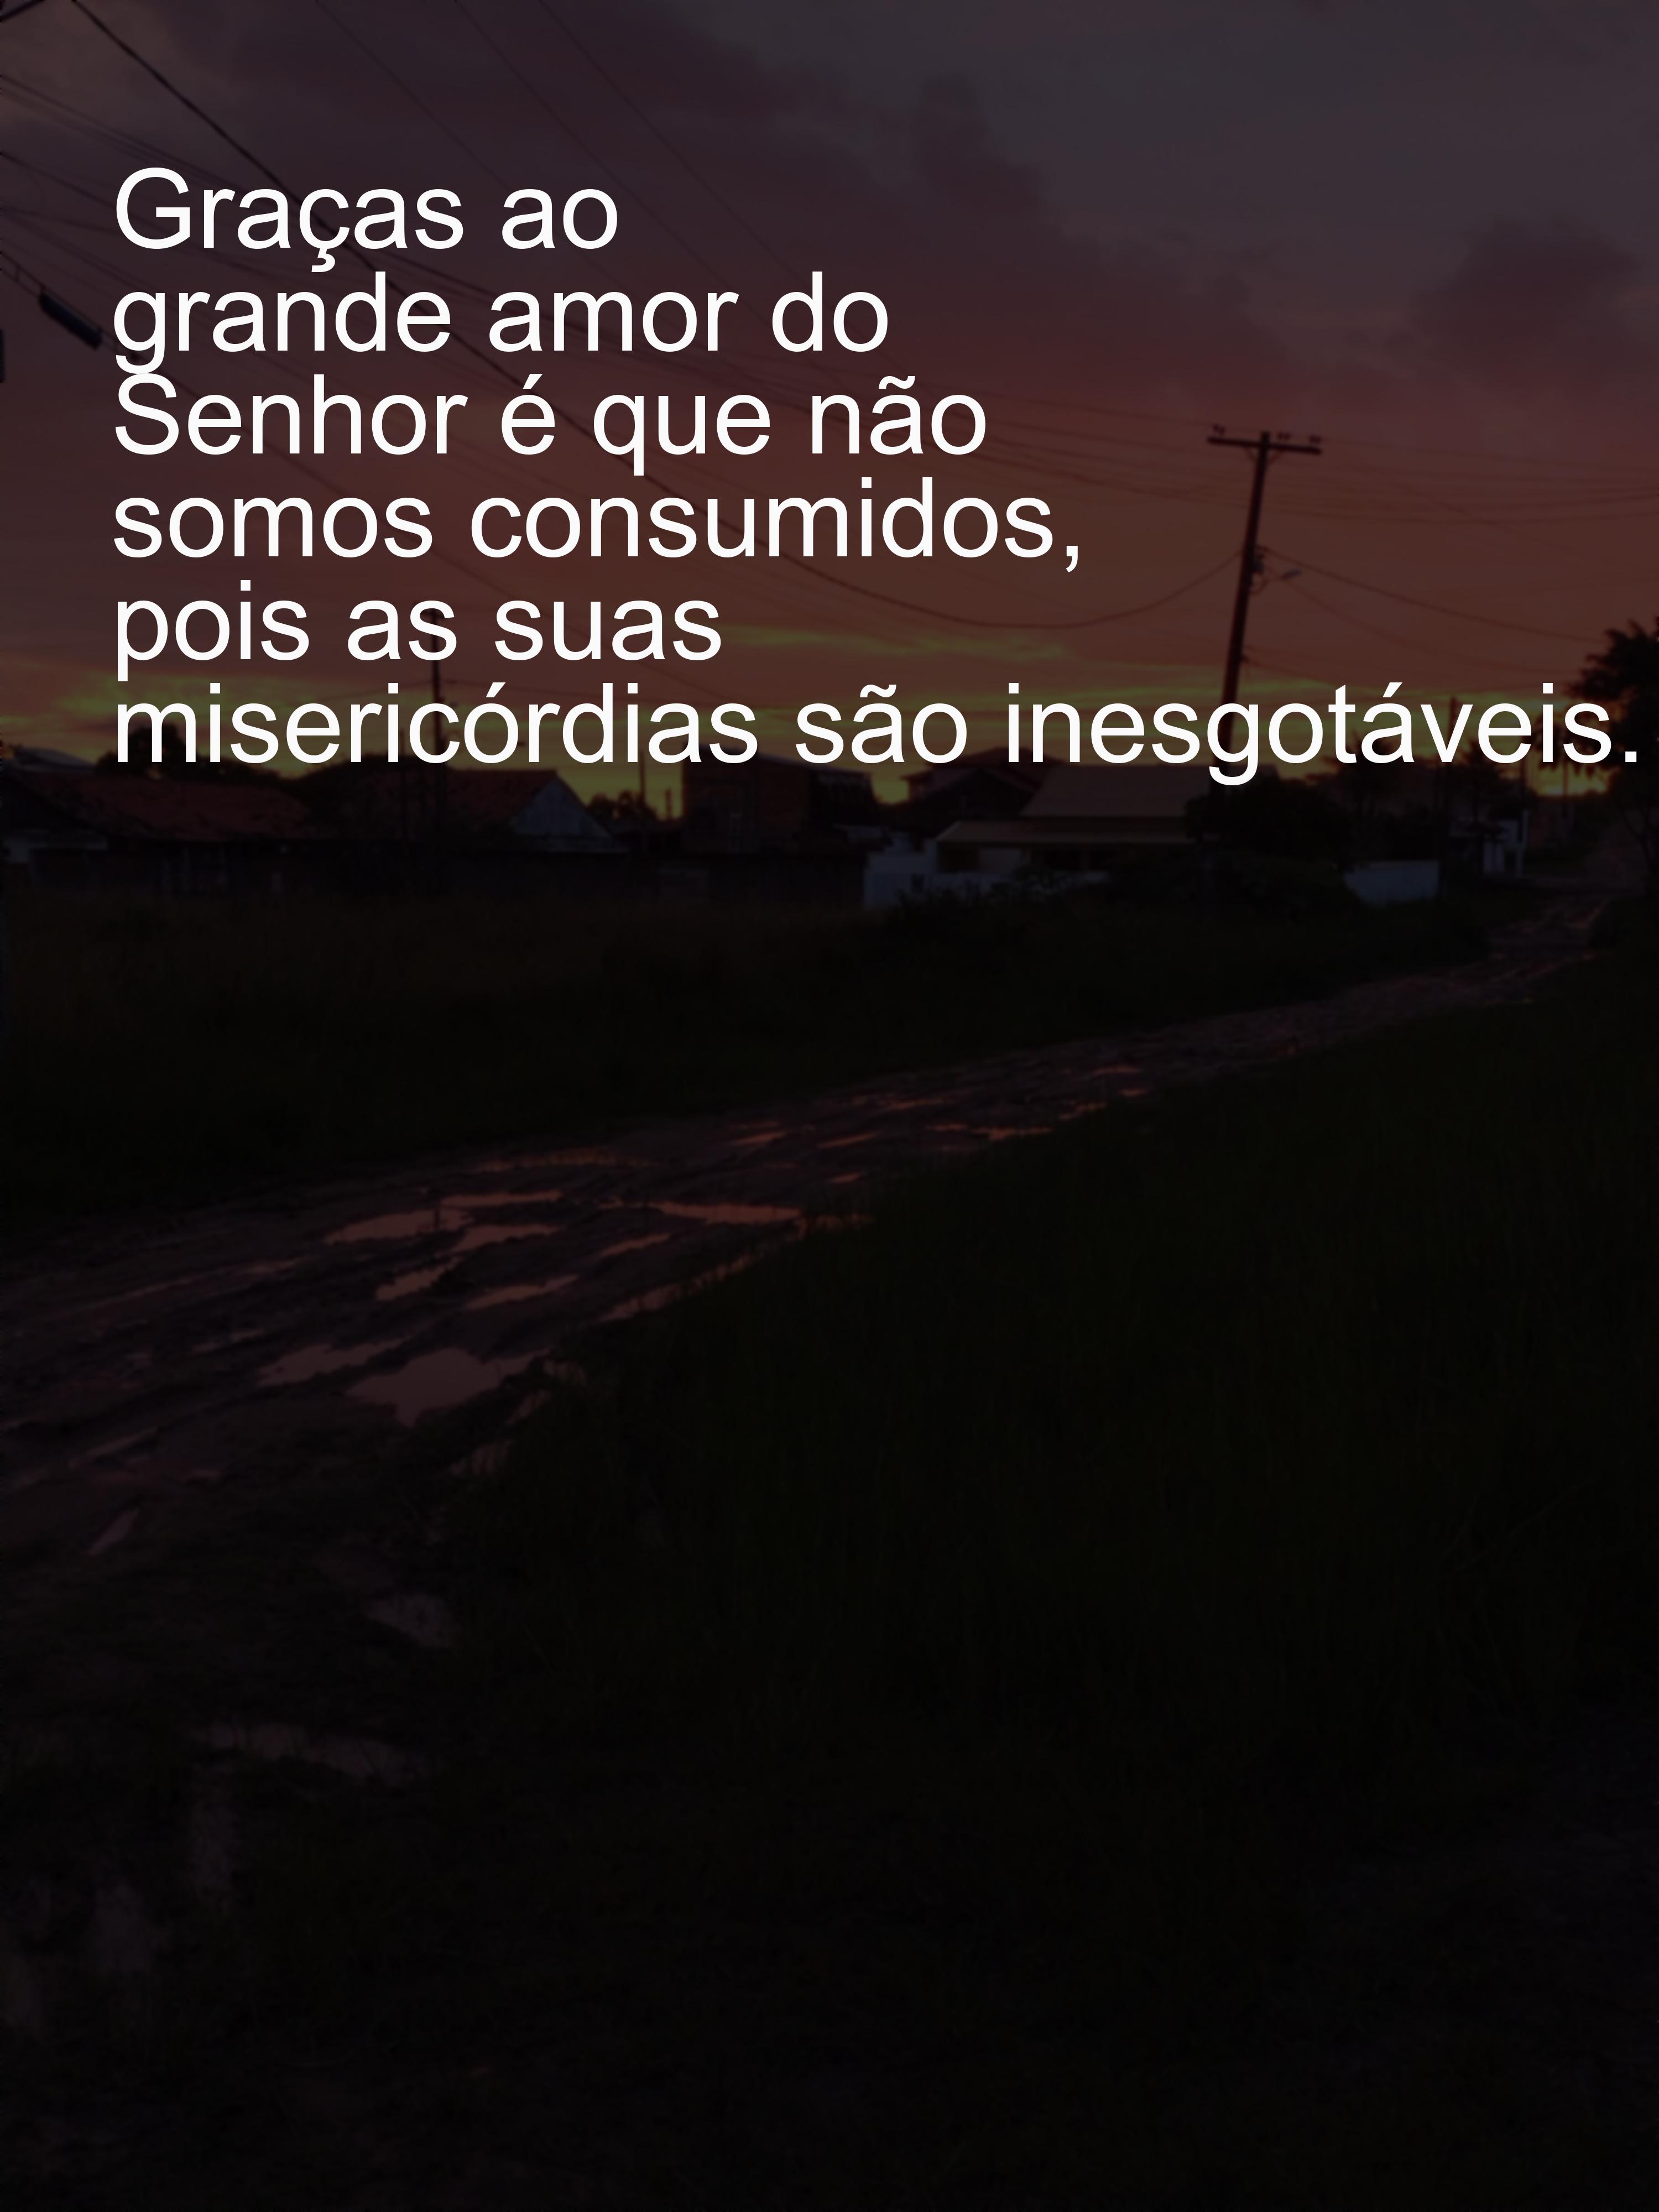 Graças ao
grande amor do
Senhor é que não
somos consumidos,
pois as suas
misericórdias são inesgotáveis.